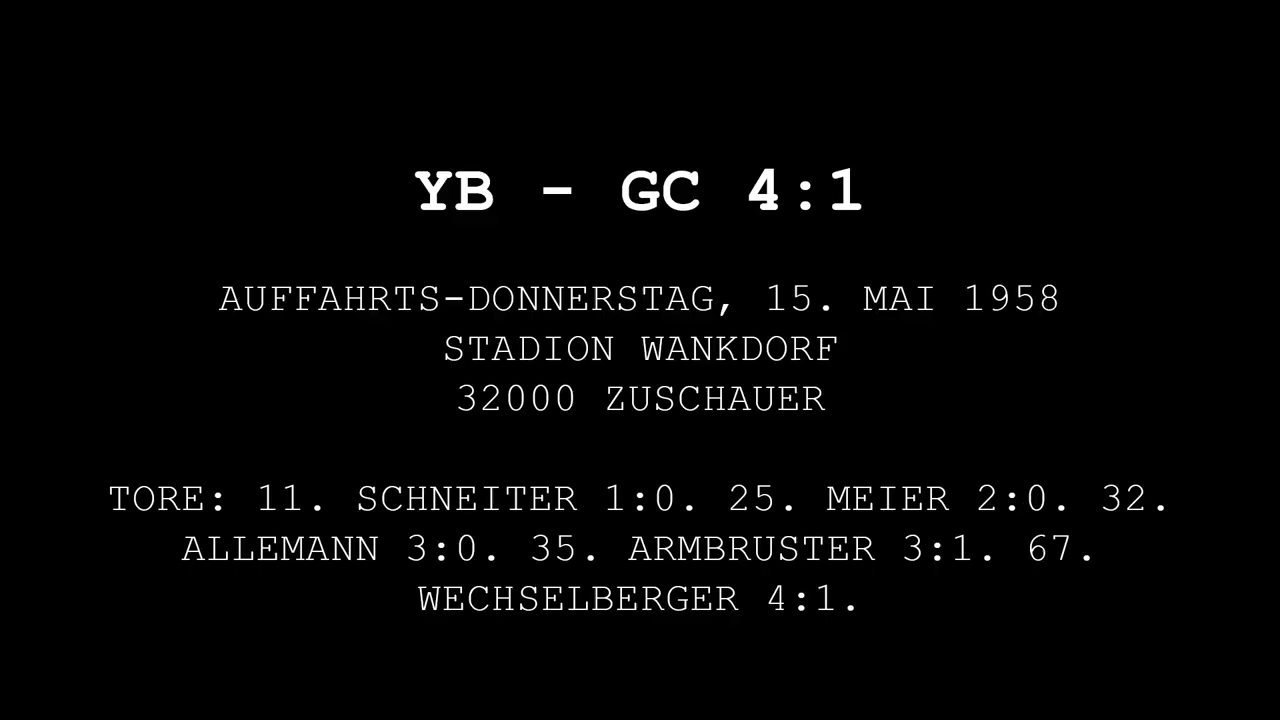 YB - GC 4:1
AUFFAHRTS-DONNERSTAG, 15. MAI 1958
STADION WANKDORF
32000 ZUSCHAUER
TORE: 11. SCHNEITER 1:0. 25. MEIER 2:0. 32.
ALLEMANN 3:0. 35. ARMBRUSTER 3:1. 67.
WECHSELBERGER 4:1.